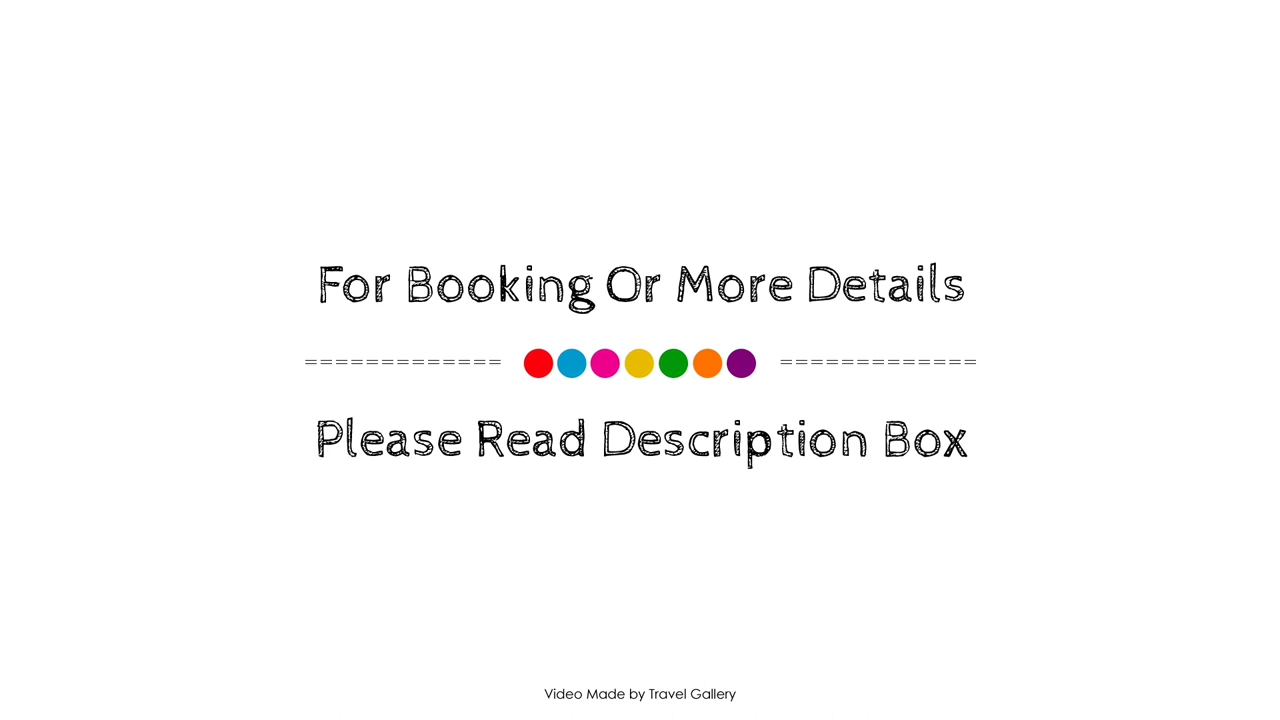 For Booking Or More Details
============= =============
Please Read Description Box
Video Made by Travel Gallery